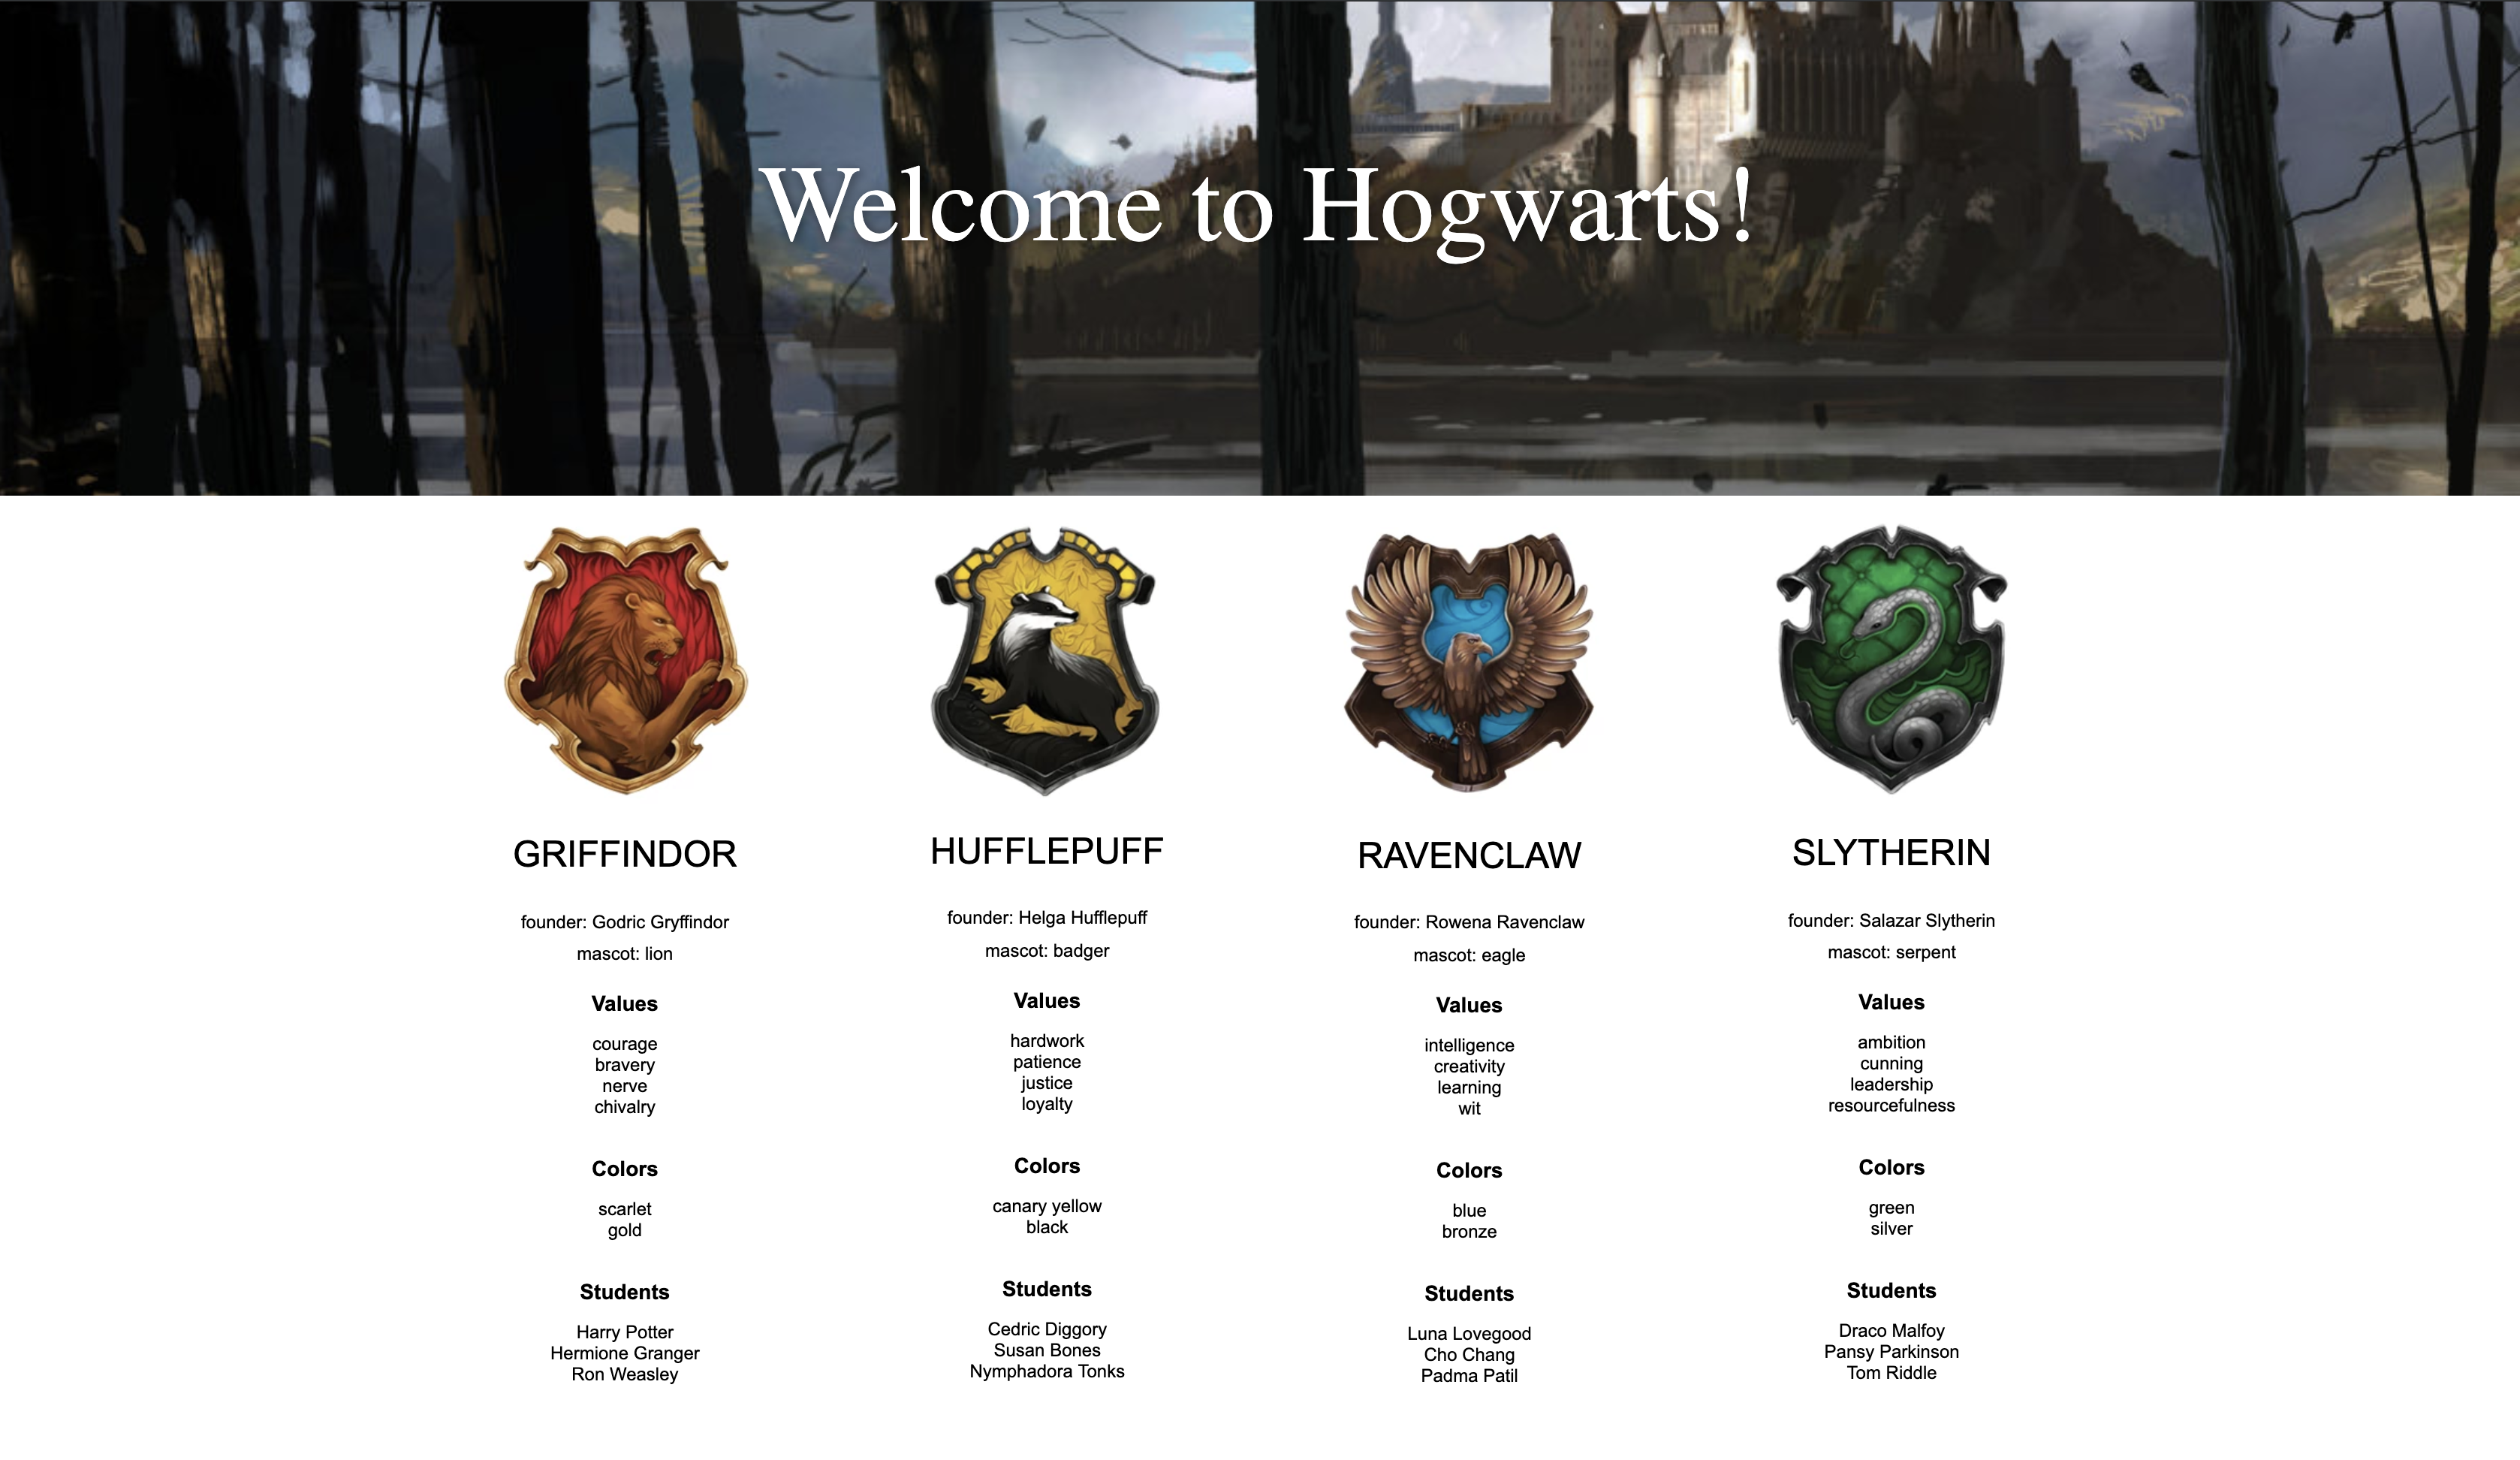 Welcome to Hogwarts!
GRIFFINDOR
founder: Godric Gryffindor
mascot: lion
Values
courage
bravery
nerve
chivalry
Colors
scarlet
gold
Students
Harry Potter
Hermione Granger
Ron Weasley
HUFFLEPUFF
founder: Helga Hufflepuff
mascot: badger
Values
hardwork
patience
justice
loyalty
Colors
canary yellow
black
Students
Cedric Diggory
Susan Bones
Nymphadora Tonks
RAVENCLAW
founder: Rowena Ravenclaw
mascot: eagle
Values
intelligence
creativity
learning
wit
Colors
blue
bronze
Students
Luna Lovegood
Cho Chang
Padma Patil
SLYTHERIN
founder: Salazar Slytherin
mascot: serpent
Values
ambition
cunning
leadership
resourcefulness
Colors
green
silver
Students
Draco Malfoy
Pansy Parkinson
Tom Riddle